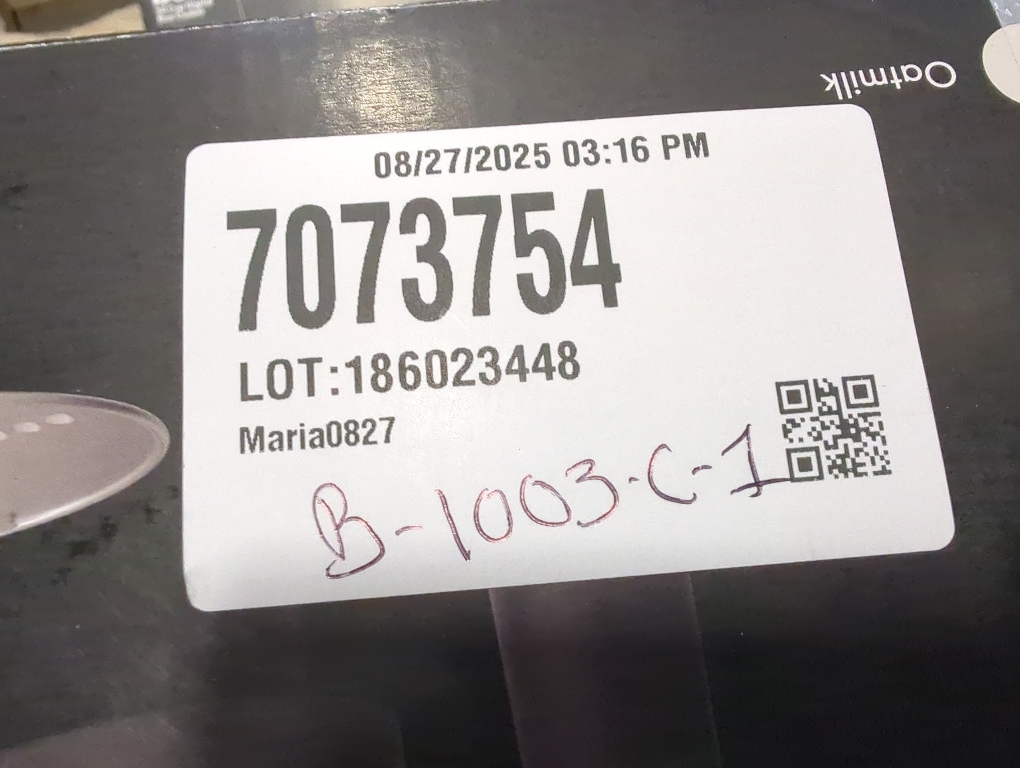 Oatmilk
08/27/2025 03:16 PM
7073754
LOT:186023448
Maria0827
B-1003-C-1